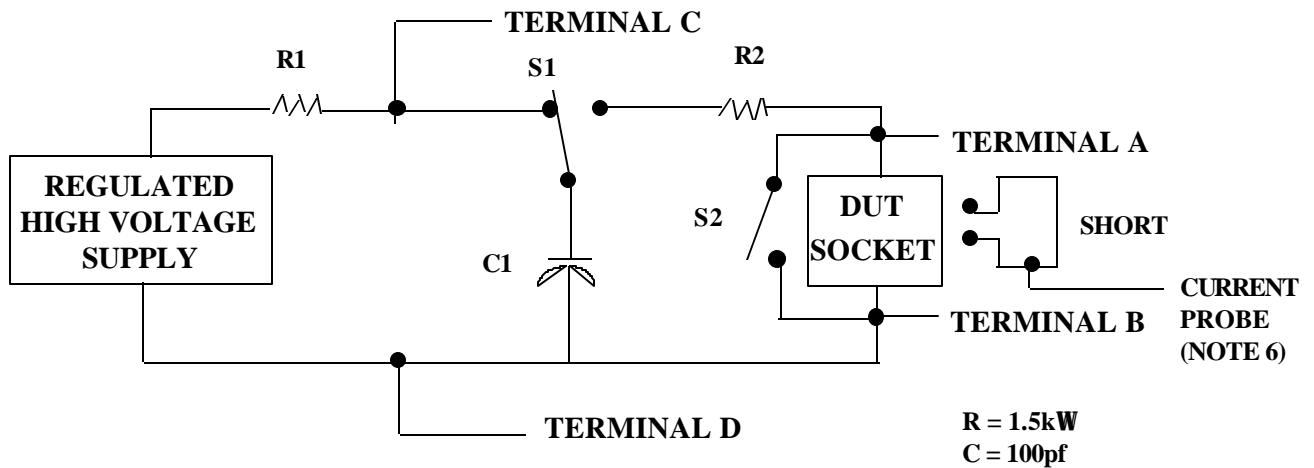 TERMINAL C
R1
S1
R2
TERMINAL A
REGULATED
HIGH VOLTAGE
SUPPLY
S2
DUT
SOCKET
SHORT
C1
CURRENT
PROBE
(NOTE 6)
TERMINAL B
TERMINAL D
R = 1.5kW
C = 100pf